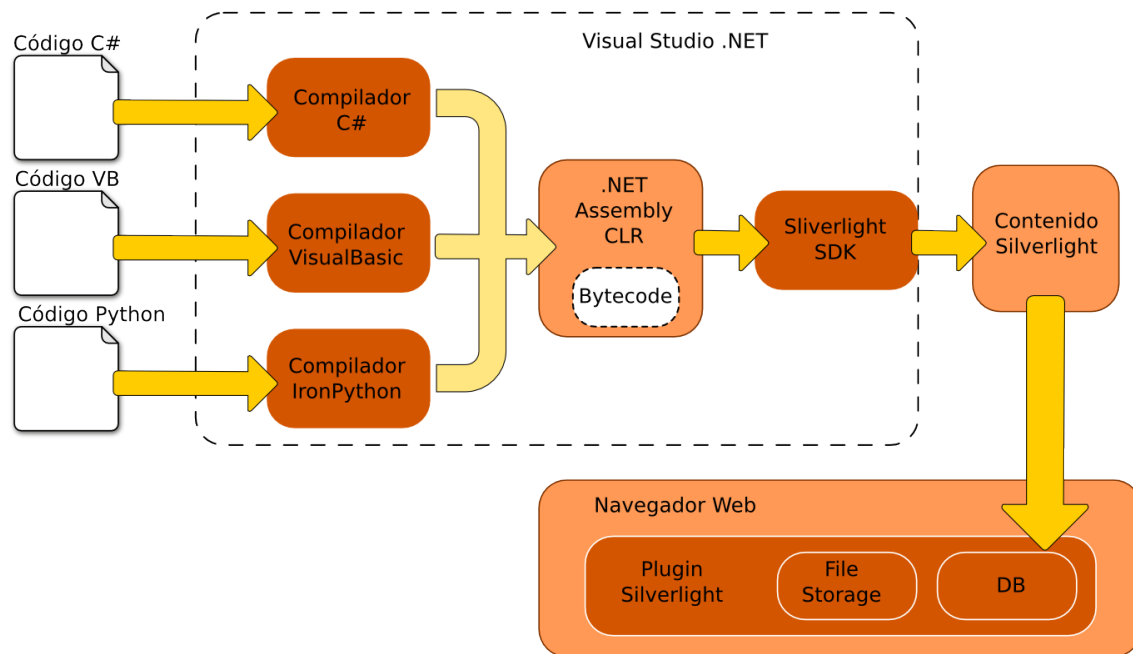 Visual Studio .NET
Código C#
Compilador
C#
Código VB
Compilador
VisualBasic
Código Python
Compilador
IronPython
.NET
Assembly
CLR
Bytecode
Sliverlight
SDK
Contenido
Silverlight
Navegador Web
Plugin
Silverlight
File
Storage
DB